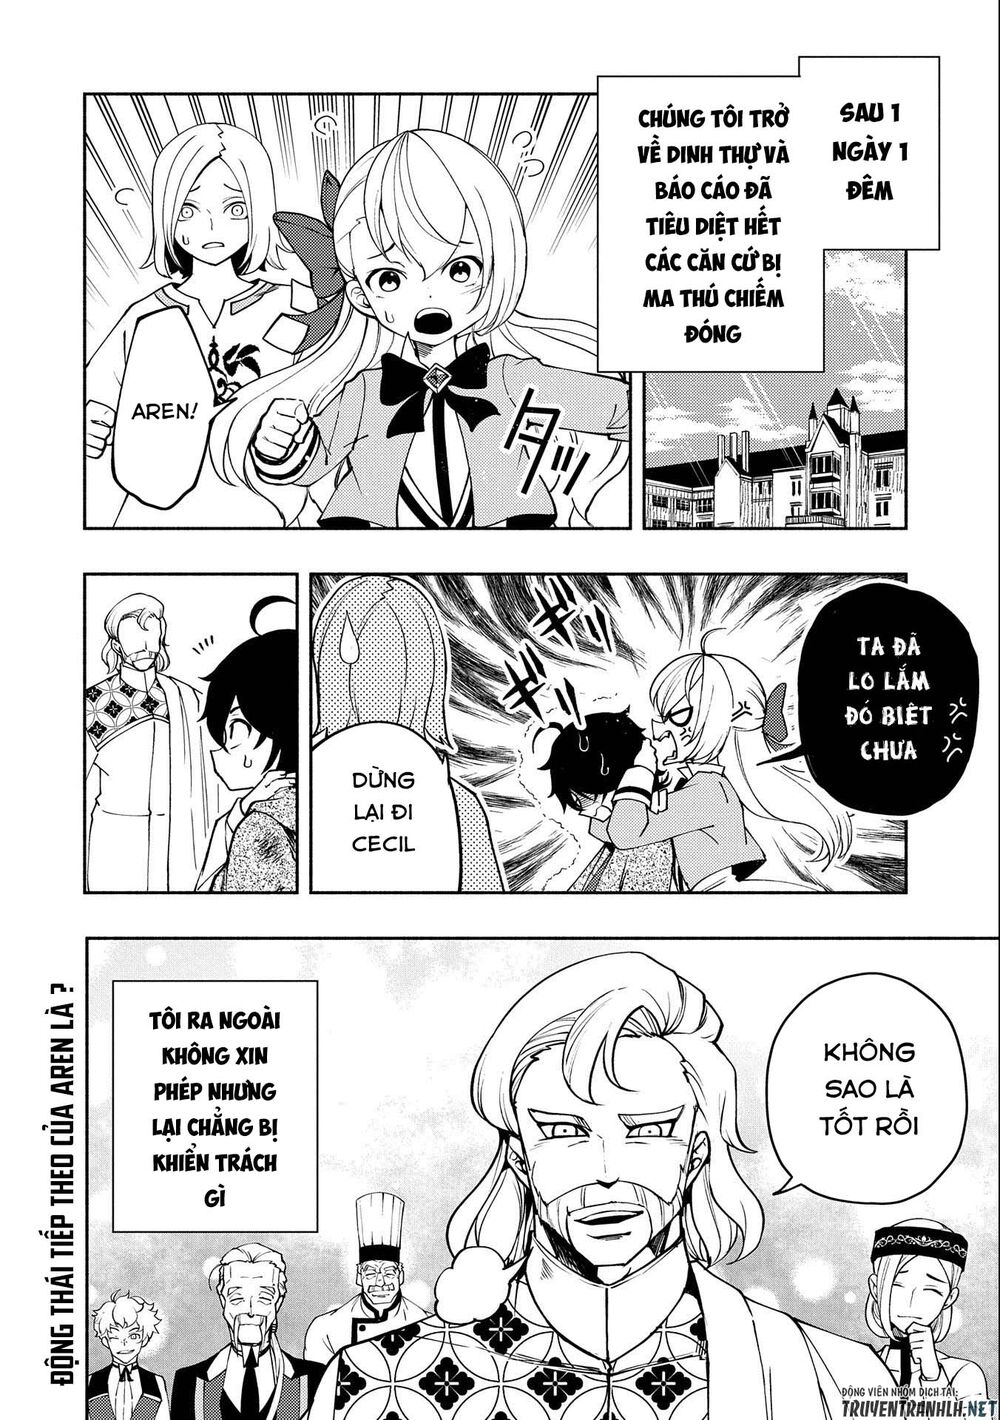 SAU 1
NGÀY 1
ĐÊM
CHÚNG TÔI TRỞ
VỀ DINH THỰ VÀ
BÁO CÁO ĐÃ
TIÊU DIỆT HẾT
CÁC CĂN CỨ BỊ
MA THÚ CHIẾM
ĐÓNG
AREN!
タッ
TA ĐÃ
LO LẮM
ĐÓ BIẾT
CHƯA
DỪNG
LẠI ĐI
CECIL
KHÔNG
SAO LÀ
TỐT RỒI
TÔI RA NGOÀI
KHÔNG XIN
PHÉP NHƯNG
LẠI CHẲNG BỊ
KHIỂN TRÁCH
GÌ
ĐỘNG THÁI TIẾP THEO CỦA AREN LÀ ?
ĐỘNG VIÊN NHÓM DỊCH TẠI:
TRUYENTRANHLH.NET